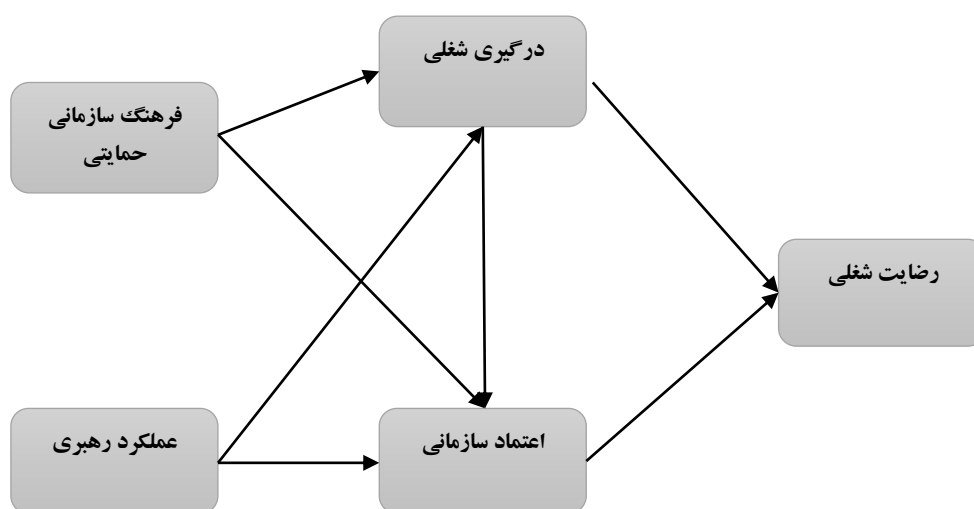 درگیری شغلی
فرهنگ سازمانی
حمایتی
رضایت شغلی
عملکرد رهبری
اعتماد سازمانی